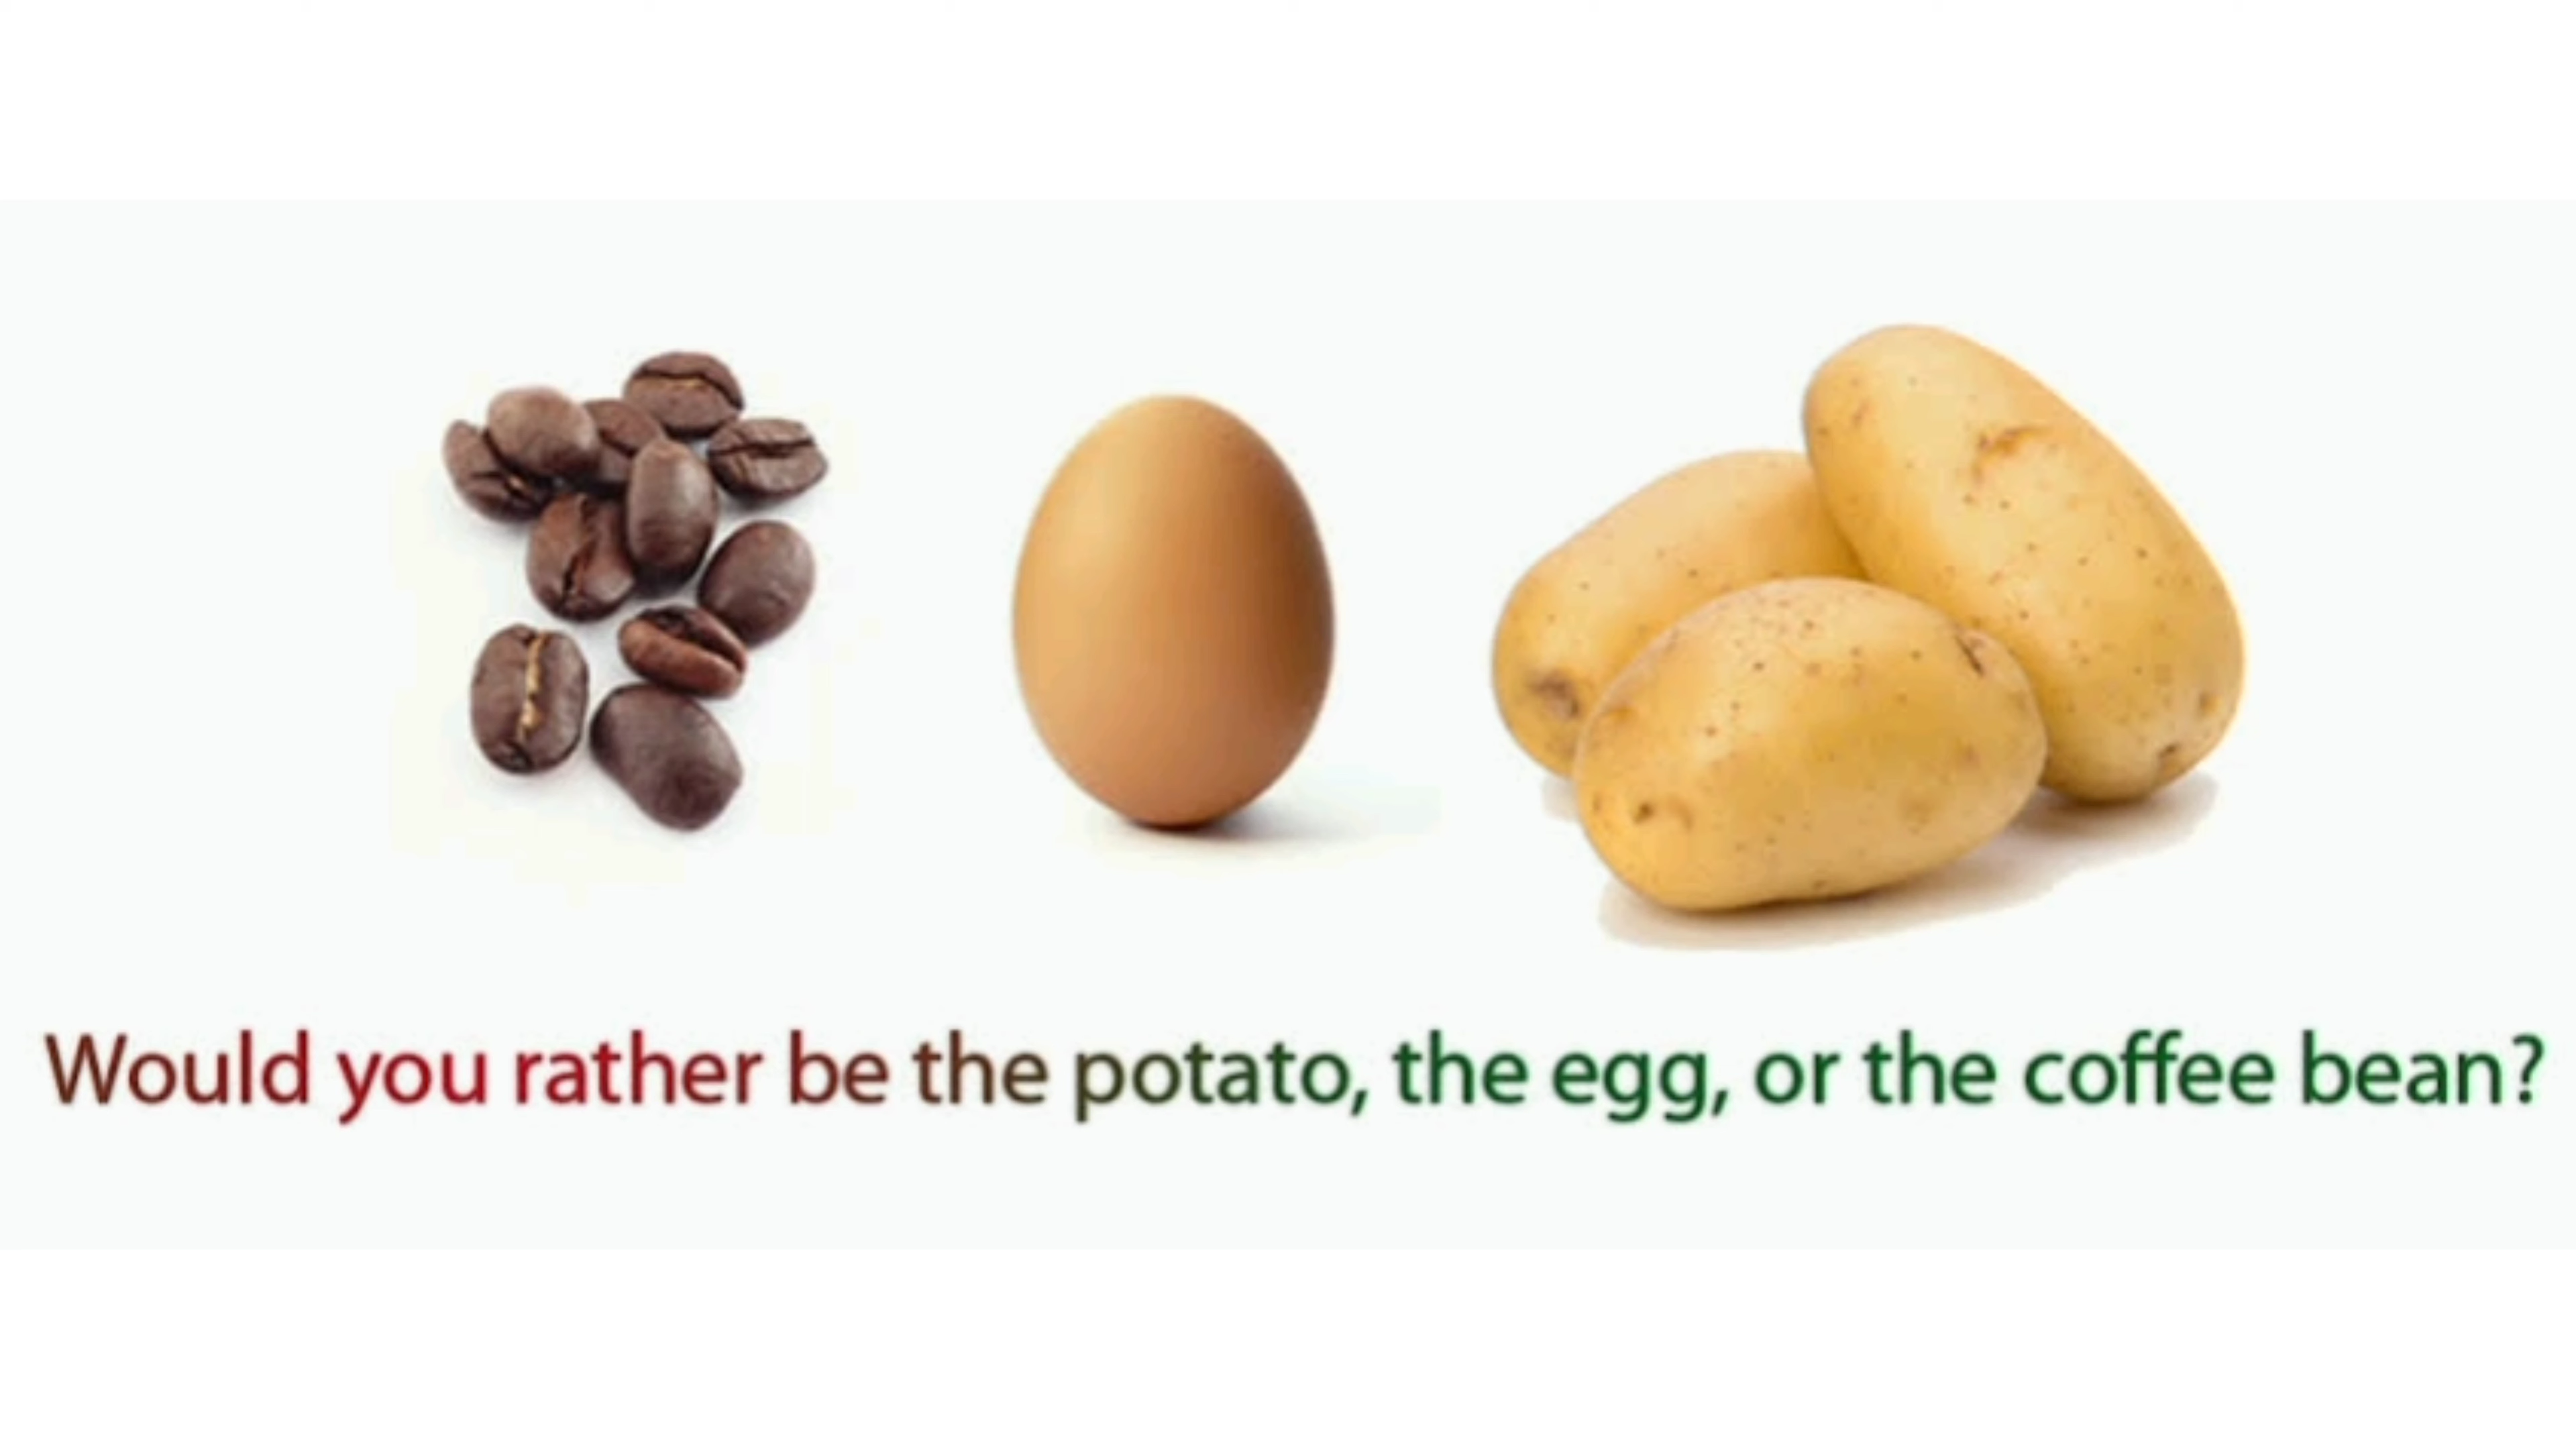 Would you rather be the potato, the egg, or the coffee bean?